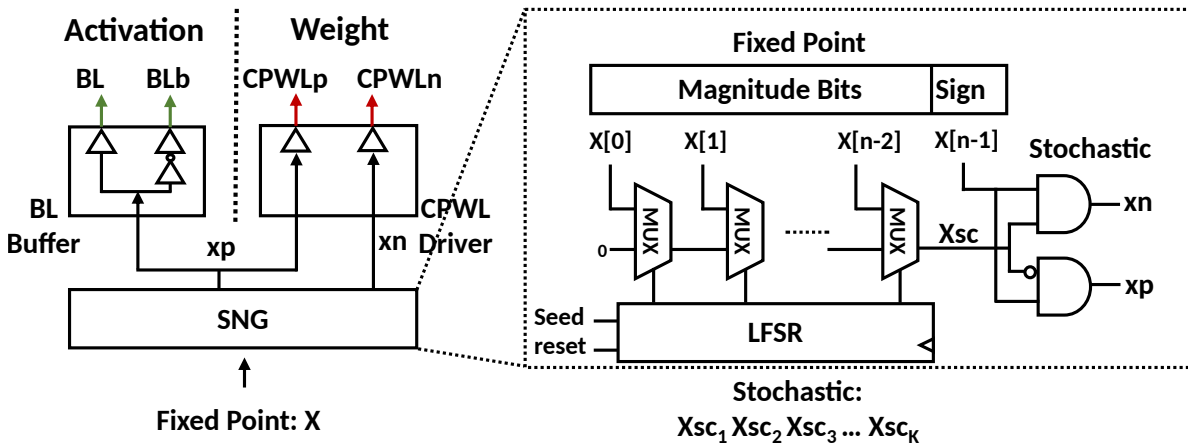 Activation
Weight
BL
BLb
CPWLp
CPWLn
BL
Buffer
CPWL
Driver
xp
xn
SNG
Fixed Point: X
Fixed Point
Magnitude Bits
Sign
X[0]
X[1]
X[n-2]
X[n-1]
Stochastic
MUX
MUX
MUX
0
Xsc
xn
xp
Seed
reset
LFSR
Stochastic:
Xsc1 Xsc2 Xsc3 ... XscK